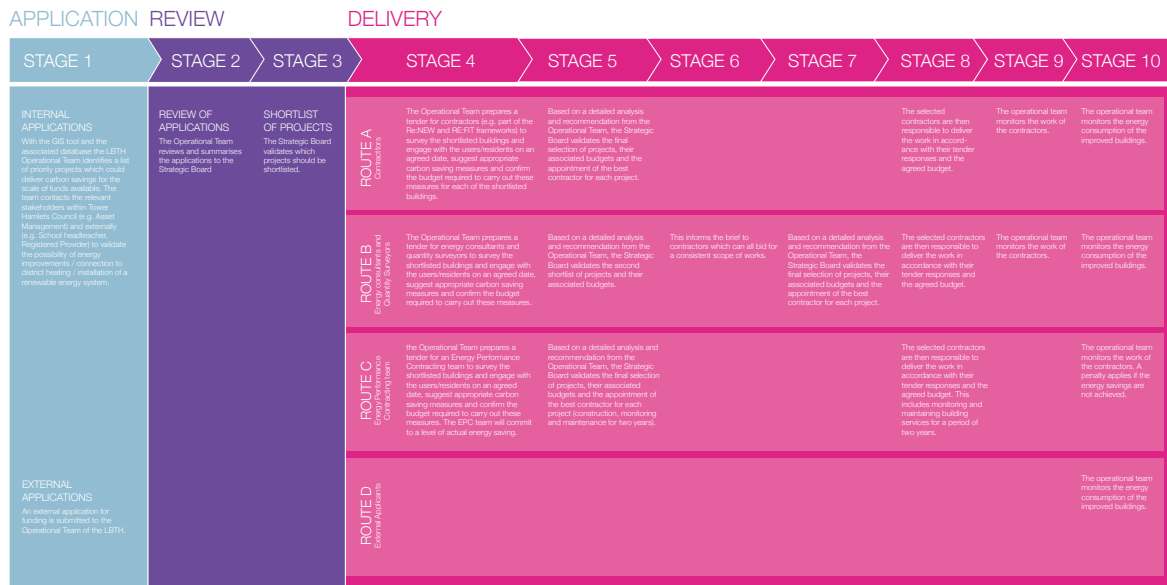 APPLICATION REVIEW DELIVERY
STAGE 1 STAGE 2 STAGE 3 STAGE 4 STAGE 5 STAGE 6 STAGE 7 STAGE 8 STAGE 9 STAGE 10
INTERNAL
APPLICATIONS
With the GIS tool and the
associated database the LBTH
Operational Team identifies a list
of priority projects which could
deliver carbon savings for the
scale of funds available. The
team contacts the relevant
stakeholders within Tower
Hamlets Council (e.g. Asset
Management) and externally
(e.g. School headteacher,
Registered Provider) to validate
the possibility of energy
improvements / connection to
district heating / installation of a
renewable energy system.
EXTERNAL
APPLICATIONS
An external application for
funding is submitted to the
Operational Team of the LBTH.
REVIEW OF
APPLICATIONS
The Operational Team
reviews and summarises
the applications to the
Strategic Board
SHORTLIST
OF PROJECTS
The Strategic Board
validates which
projects should be
shortlisted.
ROUTE A
Contractors
The Operational Team prepares a
tender for contractors (e.g. part of the
Re:NEW and RE:FIT frameworks) to
survey the shortlisted buildings and
engage with the users/residents on an
agreed date, suggest appropriate
carbon saving measures and confirm
the budget required to carry out these
measures for each of the shortlisted
buildings.
Based on a detailed analysis
and recommendation from the
Operational Team, the Strategic
Board validates the final
selection of projects, their
associated budgets and the
appointment of the best
contractor for each project.
The selected
contractors are then
responsible to deliver
the work in accord-
ance with their tender
responses and the
agreed budget.
The operational team
monitors the work of
the contractors.
The operational team
monitors the energy
consumption of the
improved buildings.
ROUTE B
Energy consultants and
Quantity Surveyors
The Operational Team prepares a
tender for energy consultants and
quantity surveyors to survey the
shortlisted buildings and engage with
the users/residents on an agreed date,
suggest appropriate carbon saving
measures and confirm the budget
required to carry out these measures.
Based on a detailed analysis
and recommendation from the
Operational Team, the Strategic
Board validates the second
shortlist of projects and their
associated budgets.
This informs the brief to
contractors which can all bid for
a consistent scope of works.
Based on a detailed analysis
and recommendation from the
Operational Team, the
Strategic Board validates the
final selection of projects, their
associated budgets and the
appointment of the best
contractor for each project.
The selected contractors
are then responsible to
deliver the work in
accordance with their
tender responses and
the agreed budget.
The operational team
monitors the work of
the contractors.
The operational team
monitors the energy
consumption of the
improved buildings.
ROUTE C
Energy Performance
Contracting Team
the Operational Team prepares a
tender for an Energy Performance
Contracting team to survey the
shortlisted buildings and engage with
the users/residents on an agreed
date, suggest appropriate carbon
saving measures and confirm the
budget required to carry out these
measures. The EPC team will commit
to a level of actual energy saving.
Based on a detailed analysis and
recommendation from the
Operational Team, the Strategic
Board validates the final selection
of projects, their associated
budgets and the appointment of
the best contractor for each
project (construction, monitoring
and maintenance for two years).
The selected contractors
are then responsible to
deliver the work in
accordance with their
tender responses and the
agreed budget. This
includes monitoring and
maintaining building
services for a period of
two years.
The operational team
monitors the work of
the contractors. A
penalty applies if the
energy savings are
not achieved.
ROUTE D
External Applicants
The operational team
monitors the energy
consumption of the
improved buildings.